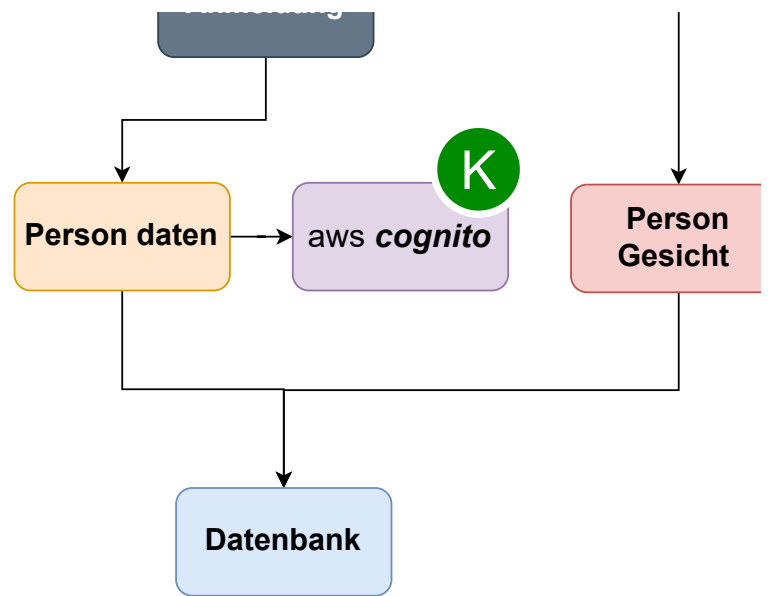 K
Person daten
aws cognito
Person
Gesicht
Datenbank